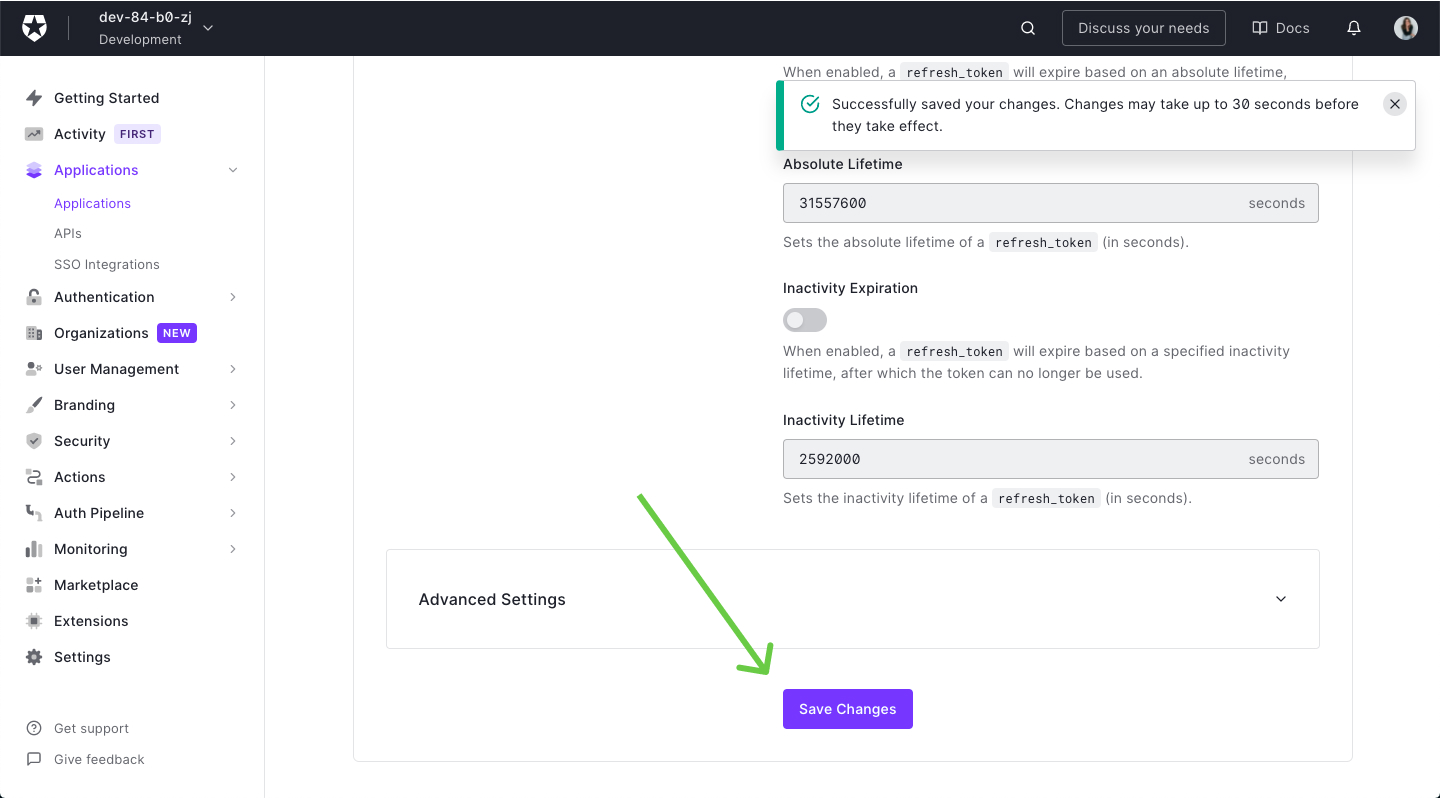 dev-84-b0-zj
Development
Discuss your needs
Docs
Getting Started
Activity FIRST
Applications
Applications
APIs
SSO Integrations
Authentication
Organizations NEW
User Management
Branding
Security
Actions
Auth Pipeline
Monitoring
Marketplace
Extensions
Settings
Get support
Give feedback
When enabled, a refresh_token will expire based on an absolute lifetime,
Successfully saved your changes. Changes may take up to 30 seconds before
they take effect.
Absolute Lifetime
31557600 seconds
Sets the absolute lifetime of a refresh_token (in seconds).
Inactivity Expiration
When enabled, a refresh_token will expire based on a specified inactivity
lifetime, after which the token can no longer be used.
Inactivity Lifetime
2592000 seconds
Sets the inactivity lifetime of a refresh_token (in seconds).
Advanced Settings
Save Changes